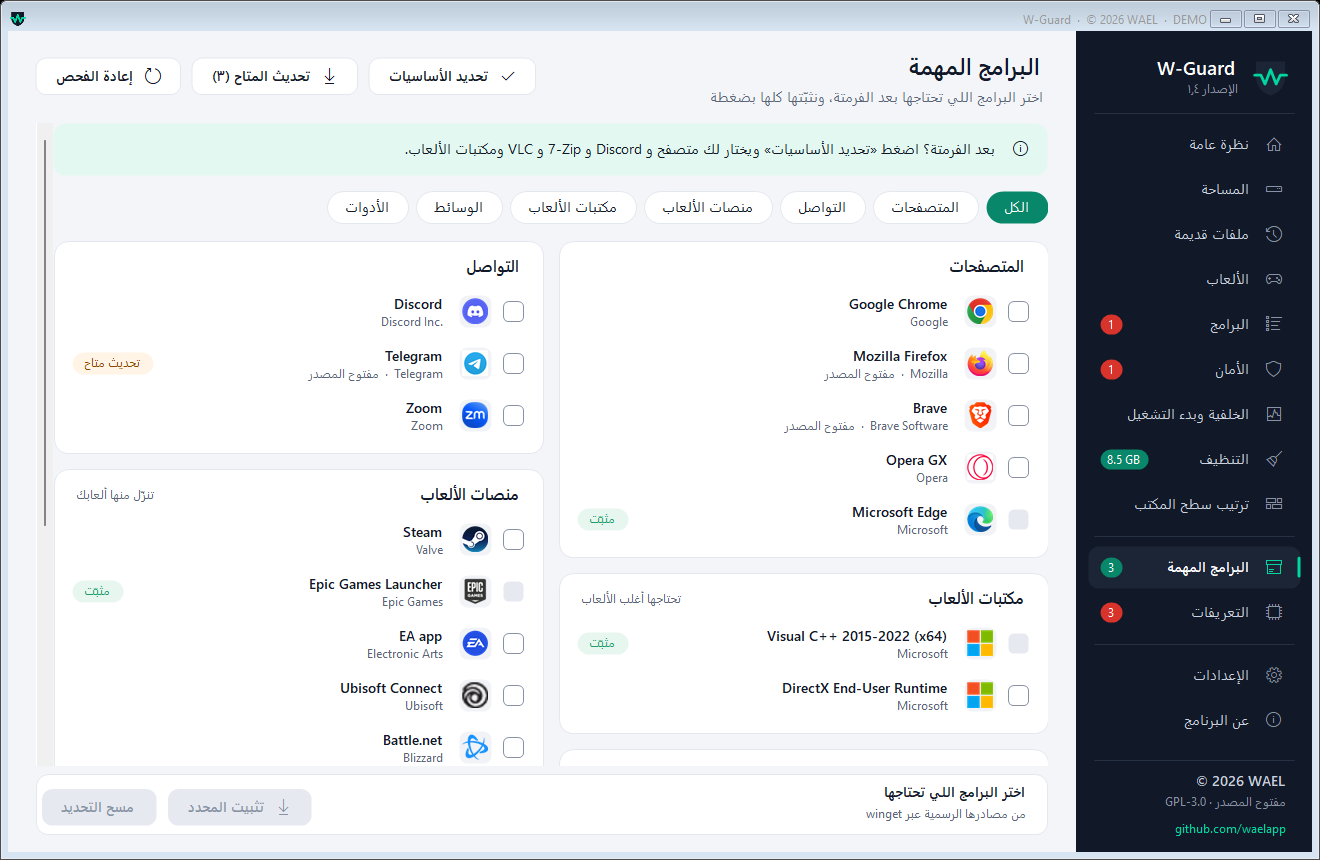 W-Guard · © 2026 WAEL · DEMO
W-Guard
الإصدار ١,٤
نظرة عامة
المساحة
ملفات قديمة
الألعاب
البرامج
1
الأمان
1
الخلفية وبدء التشغيل
التنظيف
8.5 GB
ترتيب سطح المكتب
البرامج المهمة
3
التعريفات
3
الإعدادات
عن البرنامج
© 2026 WAEL
مفتوح المصدر · GPL-3.0
github.com/waelapp
البرامج المهمة
اختر البرامج اللي تحتاجها بعد الفرمتة، ونثبّتها كلها بضغطة
تحديد الأساسيات
تحديث المتاح (٣)
إعادة الفحص
بعد الفرمتة؟ اضغط «تحديد الأساسيات» ويختار لك متصفح و Discord و 7-Zip و VLC ومكتبات الألعاب.
الكل
المتصفحات
التواصل
منصات الألعاب
مكتبات الألعاب
الوسائط
الأدوات
المتصفحات
Google Chrome
Google
Mozilla Firefox
Mozilla · مفتوح المصدر
Brave
Brave Software · مفتوح المصدر
Opera GX
Opera
Microsoft Edge
Microsoft
مثبّت
مكتبات الألعاب
تحتاجها أغلب الألعاب
Visual C++ 2015-2022 (x64)
Microsoft
مثبّت
DirectX End-User Runtime
Microsoft
التواصل
Discord
Discord Inc.
Telegram
Telegram · مفتوح المصدر
تحديث متاح
zm
Zoom
Zoom
منصات الألعاب
تنزّل منها ألعابك
Steam
Valve
EPIC
GAMES
Epic Games Launcher
Epic Games
مثبّت
EA
EA app
Electronic Arts
Ubisoft Connect
Ubisoft
Battle.net
Blizzard
اختر البرامج اللي تحتاجها
من مصادرها الرسمية عبر winget
تثبيت المحدد
مسح التحديد